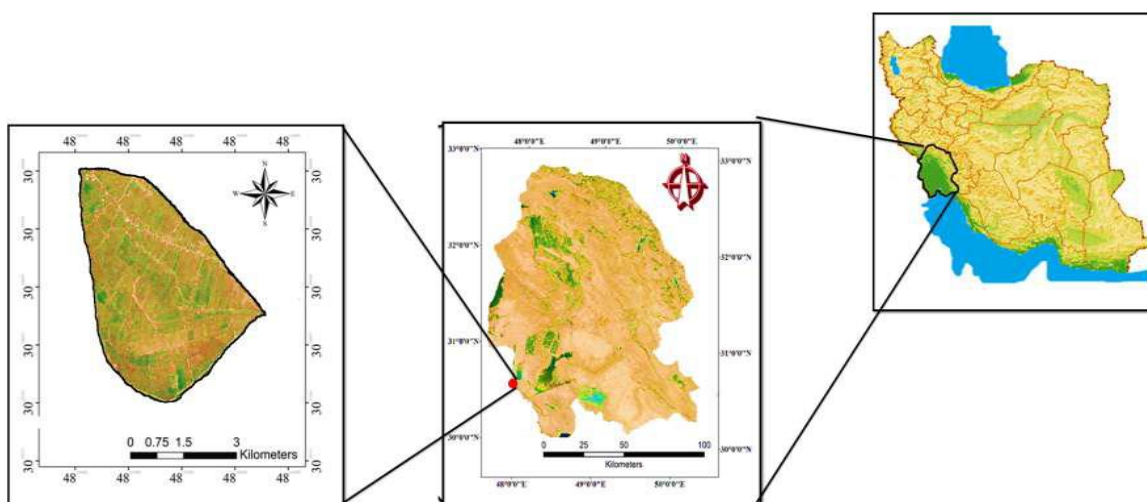 48 48 48 48 48
30 30
30 30
30 30
30 30
30 30
30 30
N
W E
S
0 0.75 1.5 3
Kilometers
48°0'0"E 49°0'0"E 50°0'0"E
33°0'0"N 33°0'0"N
32°0'0"N 32°0'0"N
31°0'0"N 31°0'0"N
30°0'0"N 30°0'0"N
0 25 50 100
Kilometers
48°0'0"E 49°0'0"E 50°0'0"E
48 48 48 48 48